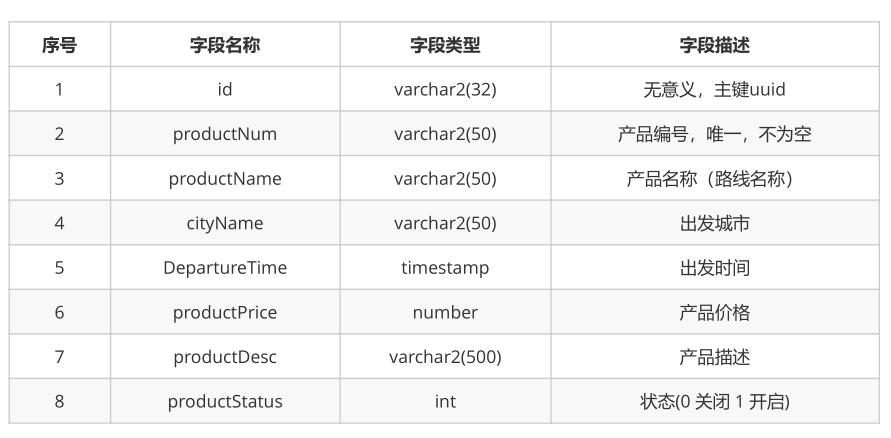 序号 字段名称 字段类型 字段描述
1 id varchar2(32) 无意义，主键uuid
2 productNum varchar2(50) 产品编号，唯一，不为空
3 productName varchar2(50) 产品名称（路线名称）
4 cityName varchar2(50) 出发城市
5 DepartureTime timestamp 出发时间
6 productPrice number 产品价格
7 productDesc varchar2(500) 产品描述
8 productStatus int 状态(0 关闭 1 开启)